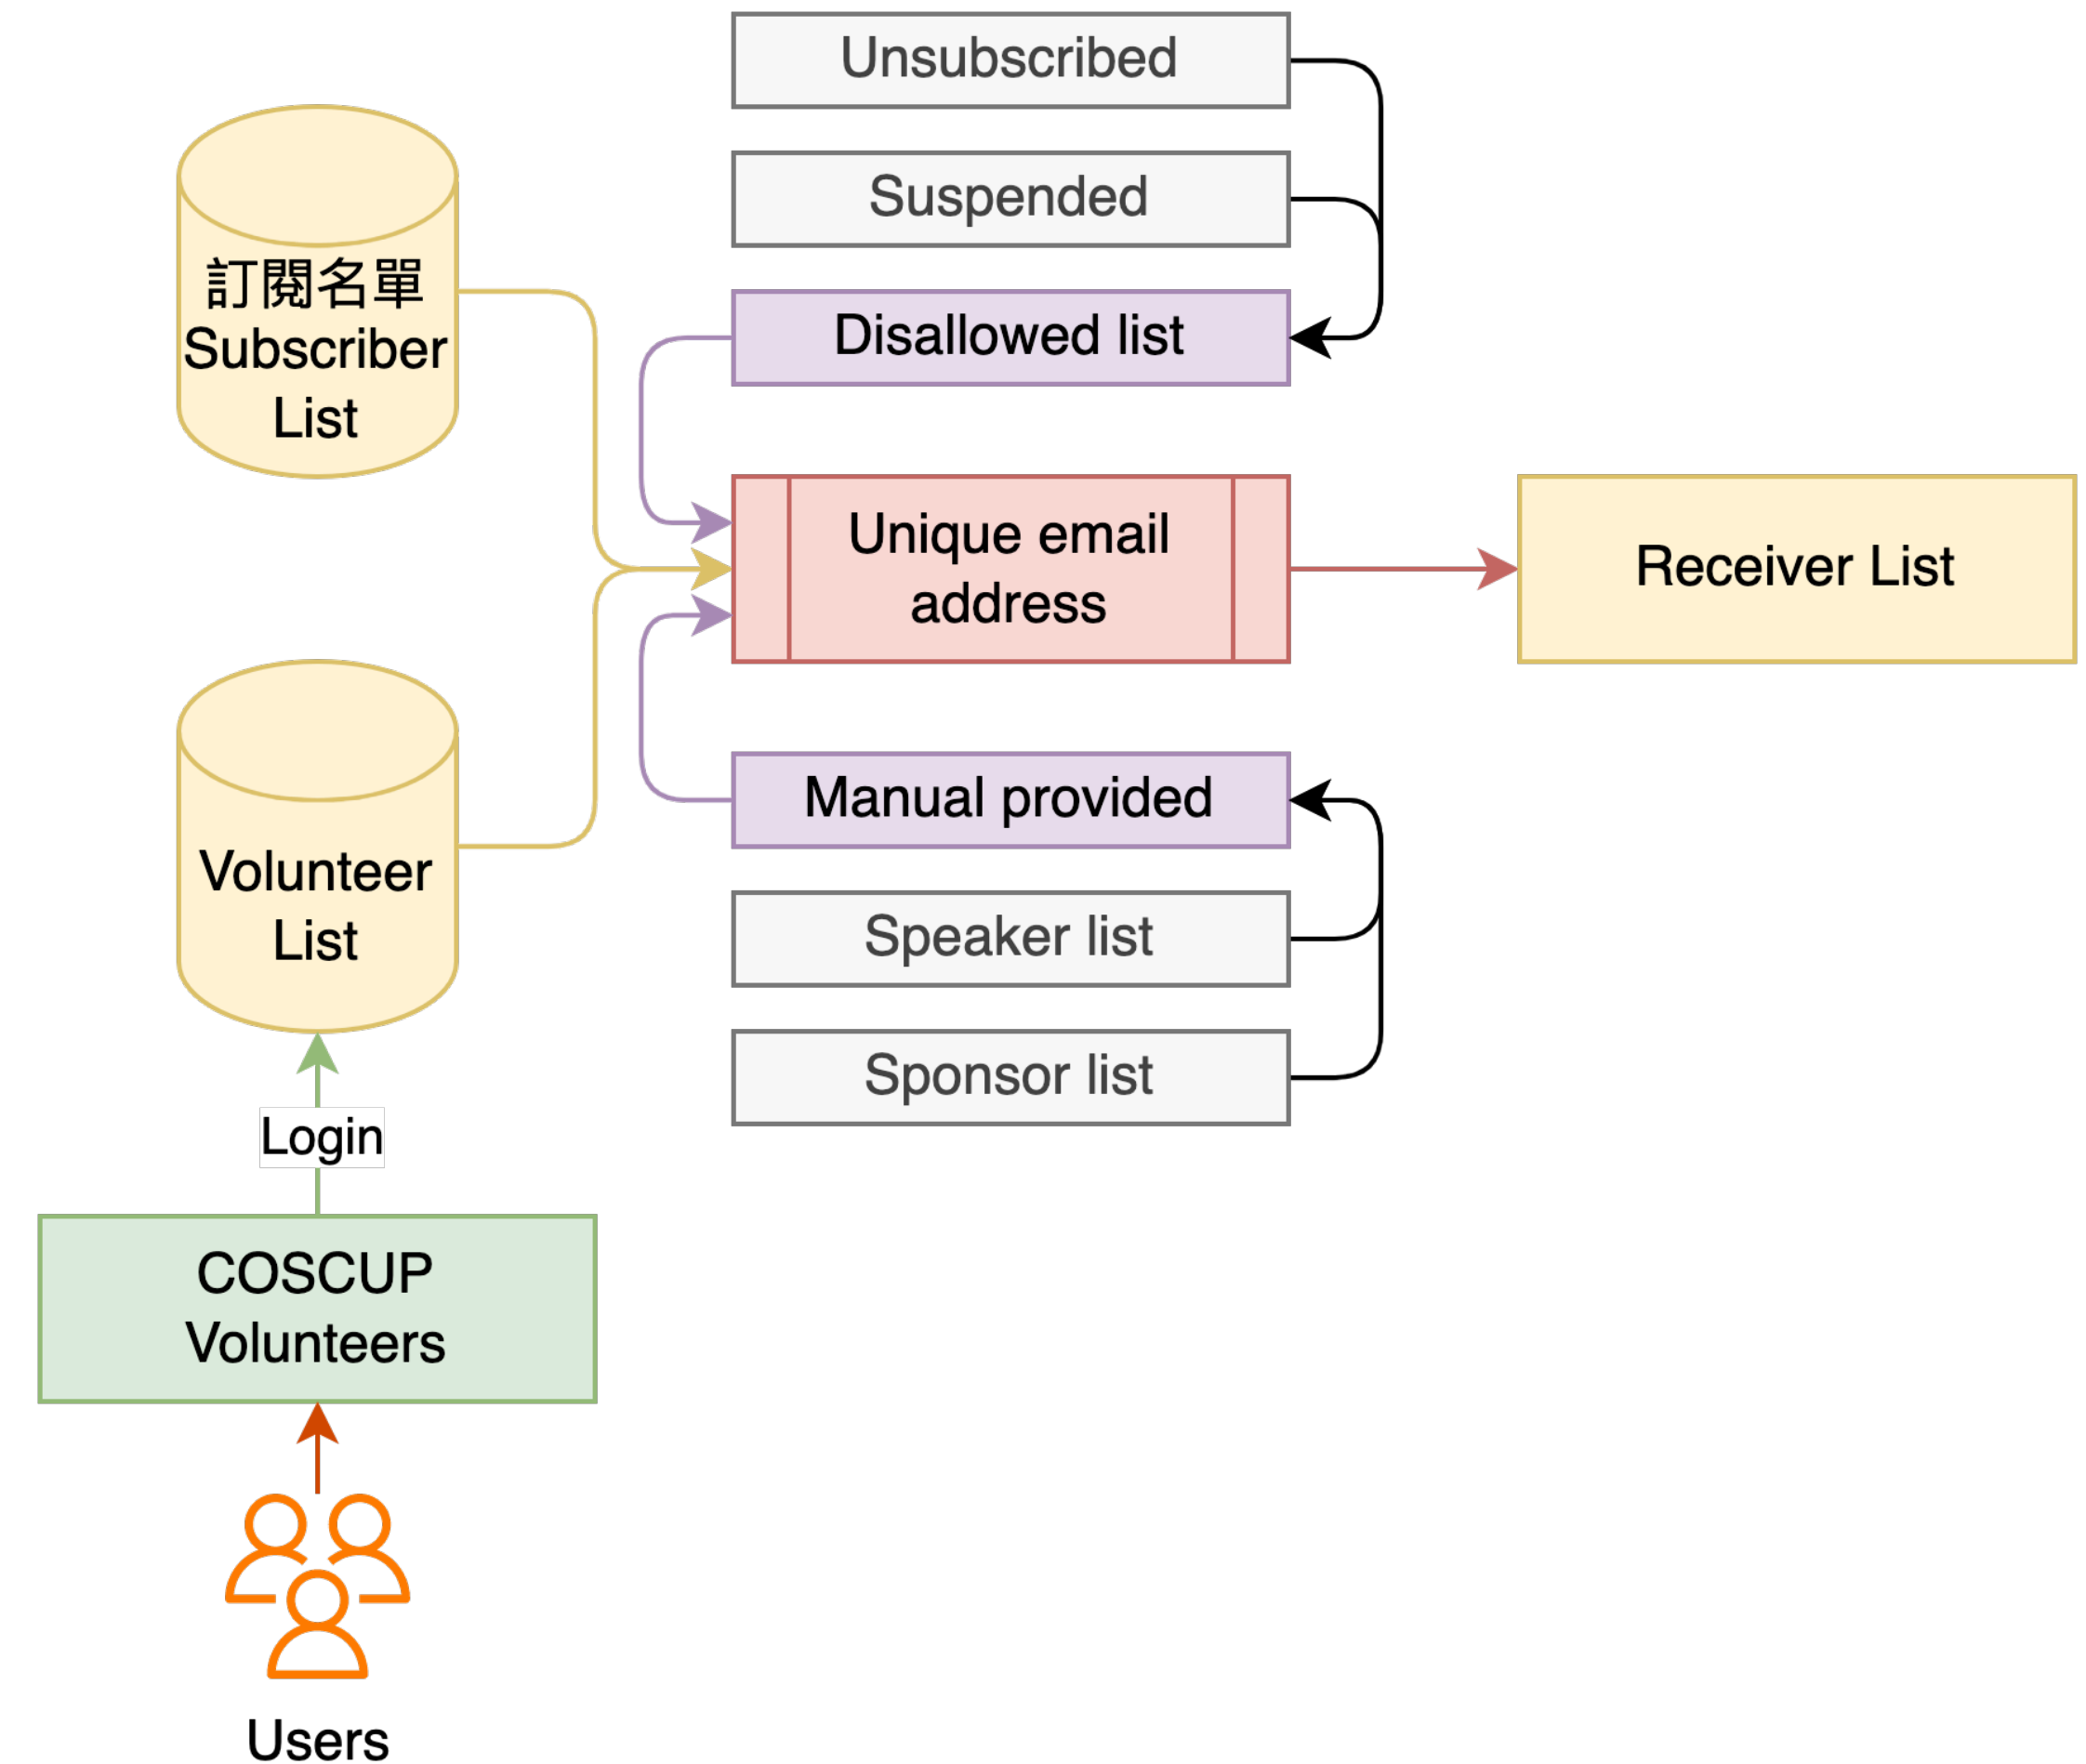 Unsubscribed
Suspended
Disallowed list
訂閱名單
Subscriber
List
Unique email
address
Receiver List
Manual provided
Volunteer
List
Speaker list
Sponsor list
Login
COSCUP
Volunteers
Users